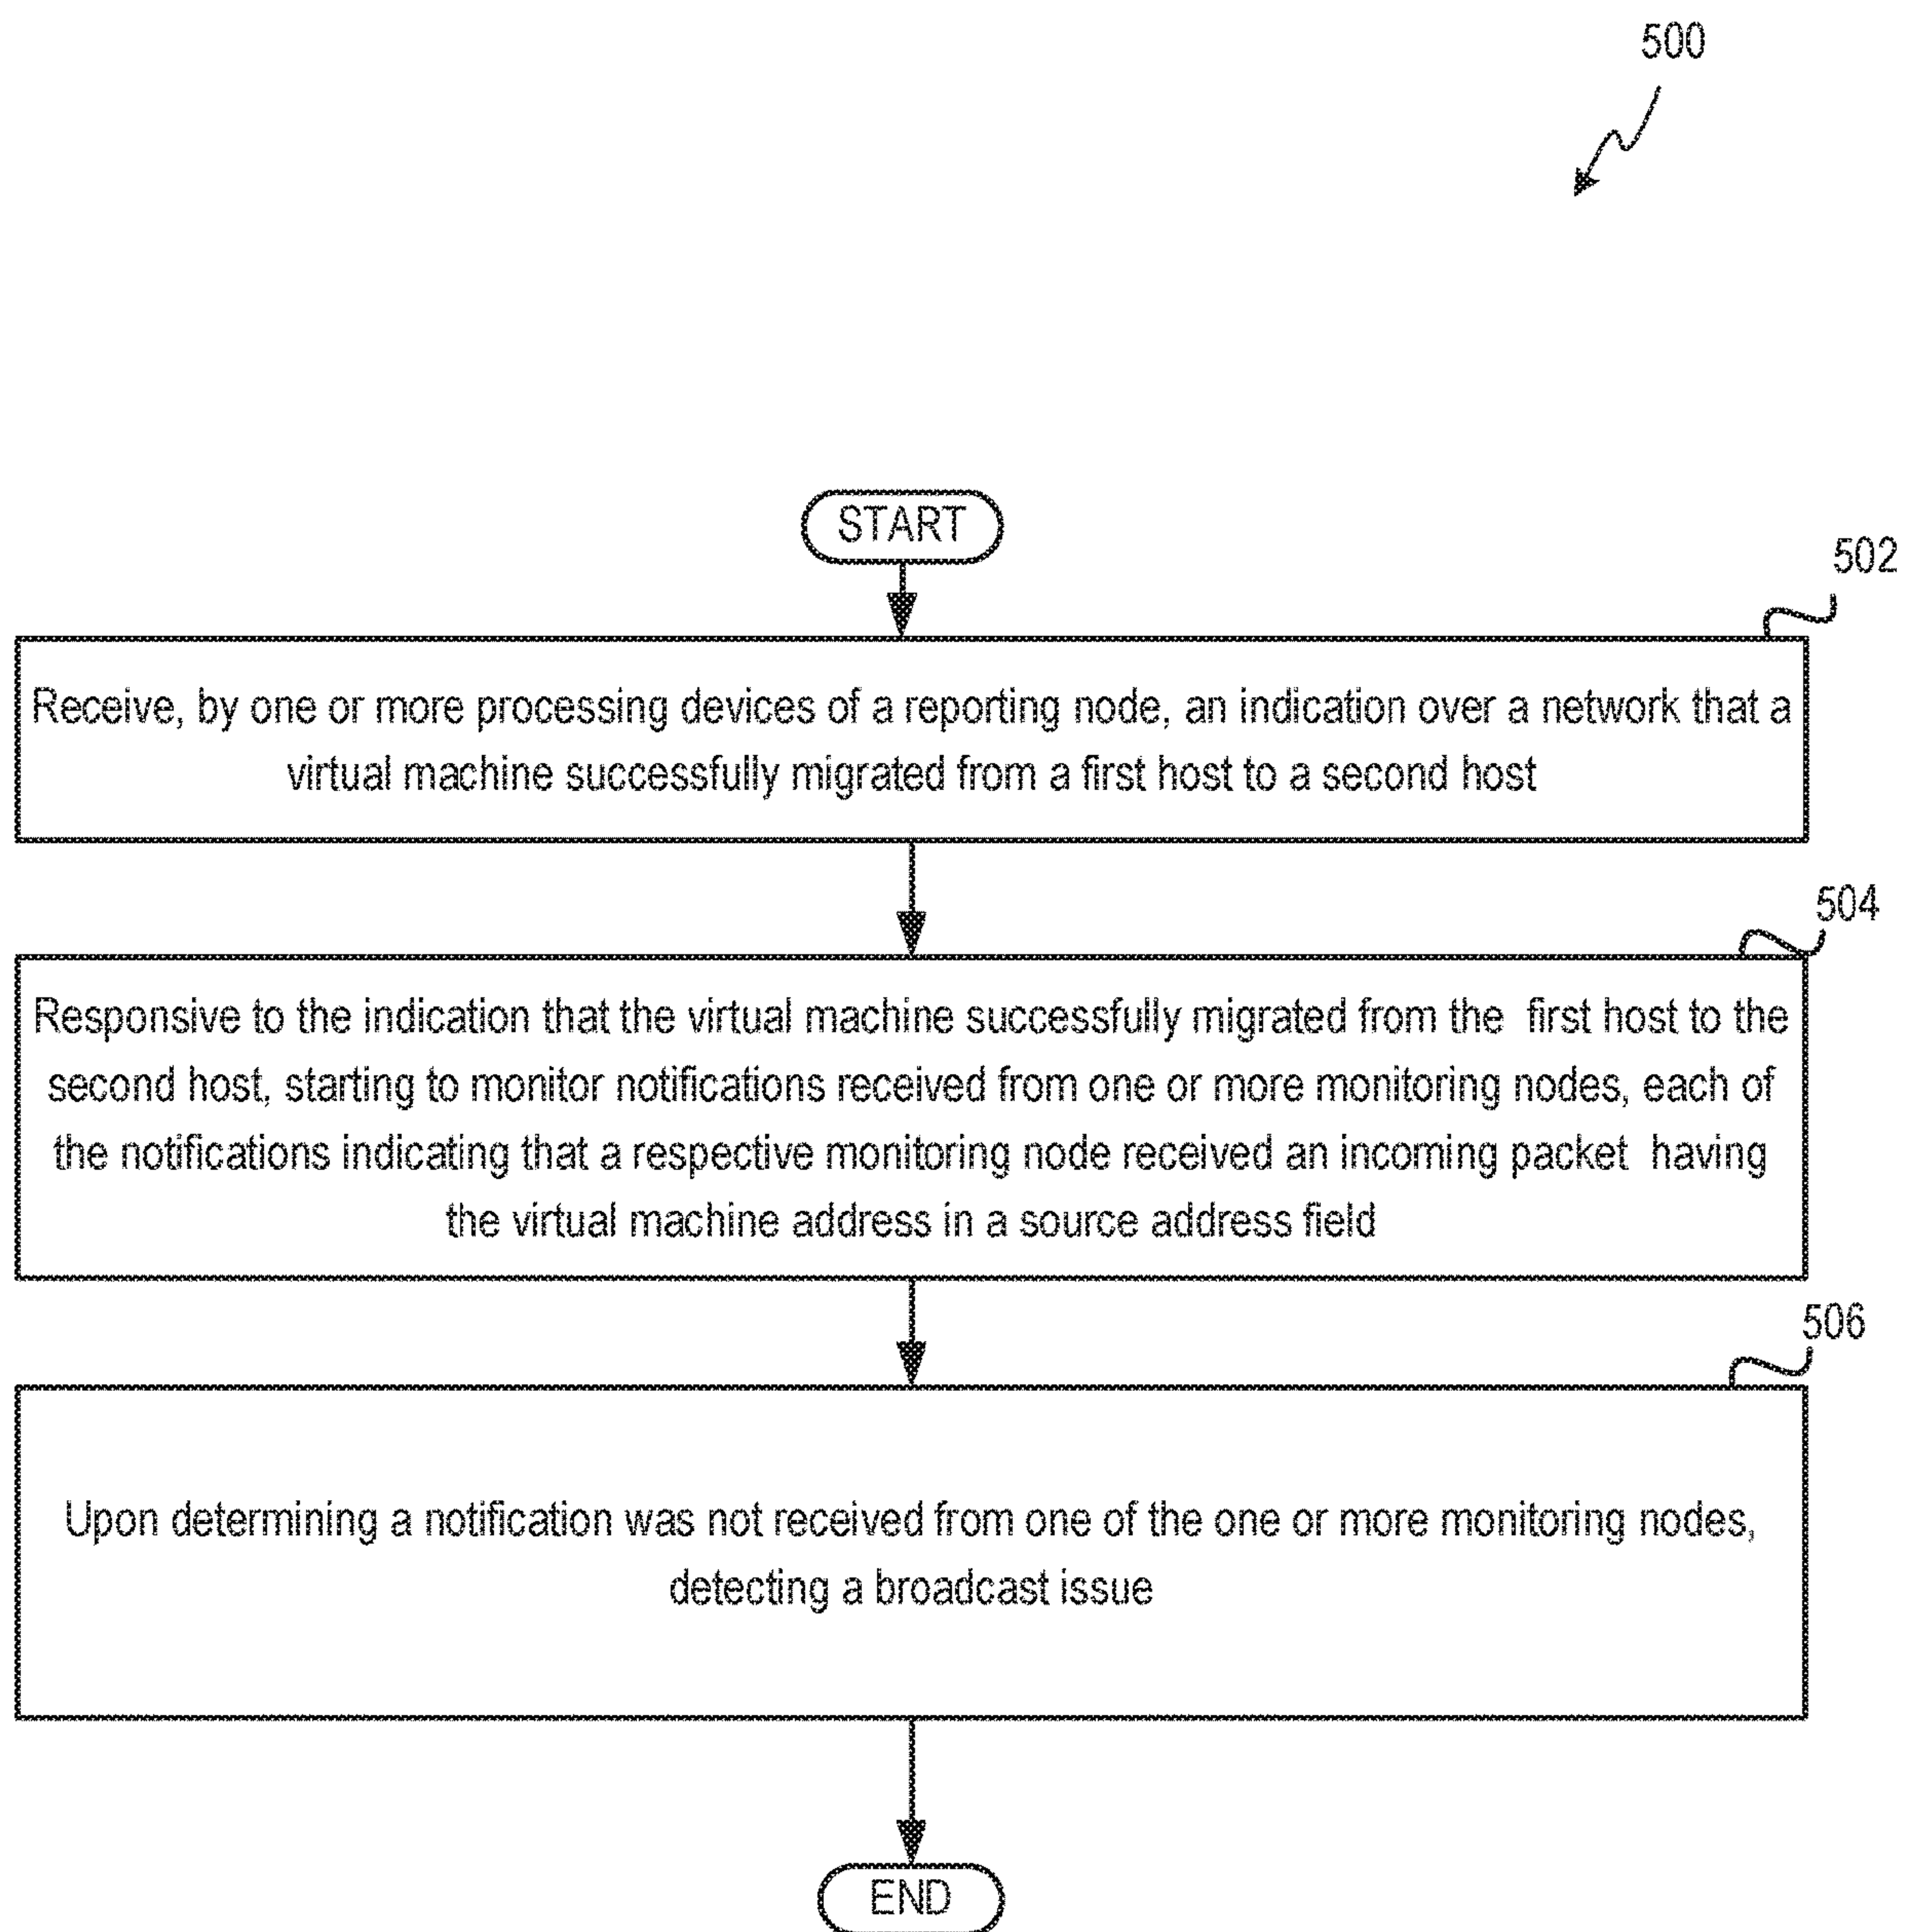 500
START
502
Receive, by one or more processing devices of a reporting node, an indication over a network that a
virtual machine successfully migrated from a first host to a second host
504
Responsive to the indication that the virtual machine successfully migrated from the first host to the
second host, starting to monitor notifications received from one or more monitoring nodes, each of
the notifications indicating that a respective monitoring node received an incoming packet having
the virtual machine address in a source address field
506
Upon determining a notification was not received from one of the one or more monitoring nodes,
detecting a broadcast issue
END